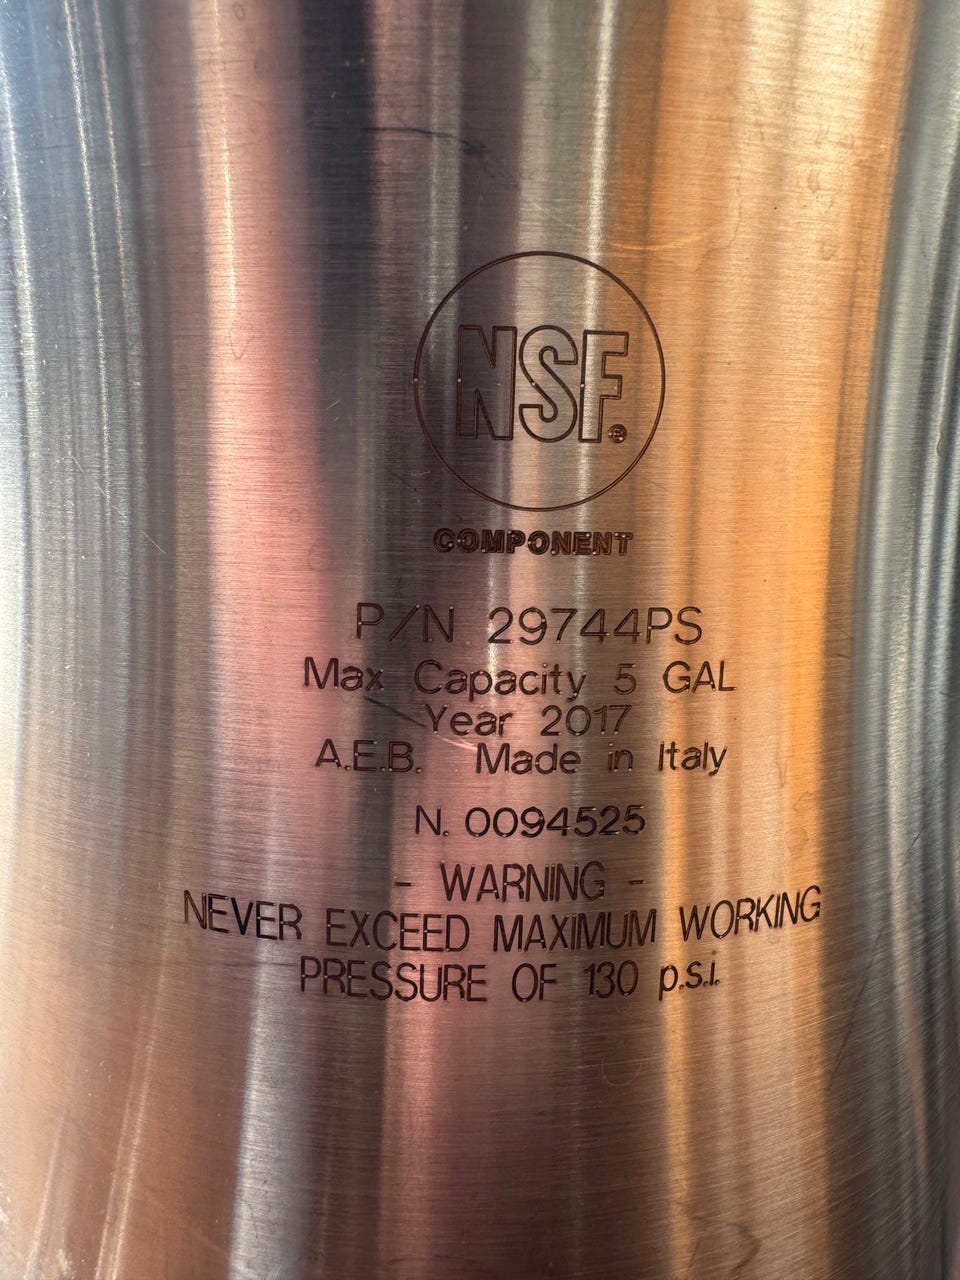 NSF.®
COMPONENT
P/N 29744PS
Max Capacity 5 GAL
Year 2017
A.E.B. Made in Italy
N. 0094525
- WARNING -
NEVER EXCEED MAXIMUM WORKING
PRESSURE OF 130 p.s.i.